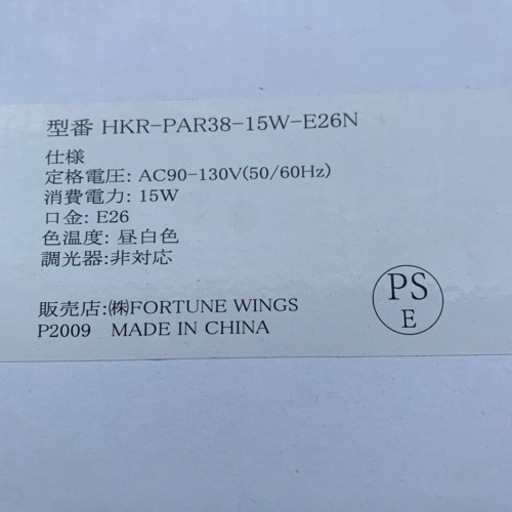 型番 HKR-PAR38-15W-E26N
仕様
定格電圧: AC90-130V(50/60Hz)
消費電力: 15W
口金: E26
色温度: 昼白色
調光器:非対応
販売店:㈱FORTUNE WINGS
P2009 MADE IN CHINA
PS
E